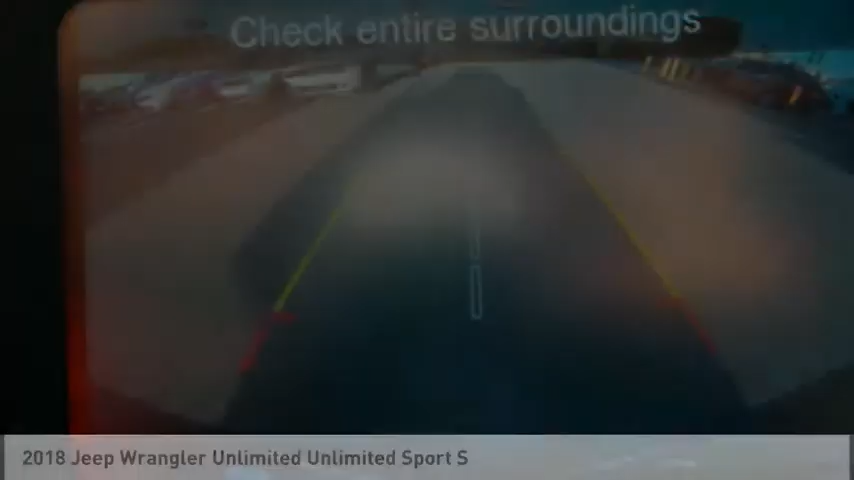 Check entire surroundings
2018 Jeep Wrangler Unlimited Unlimited Sport S